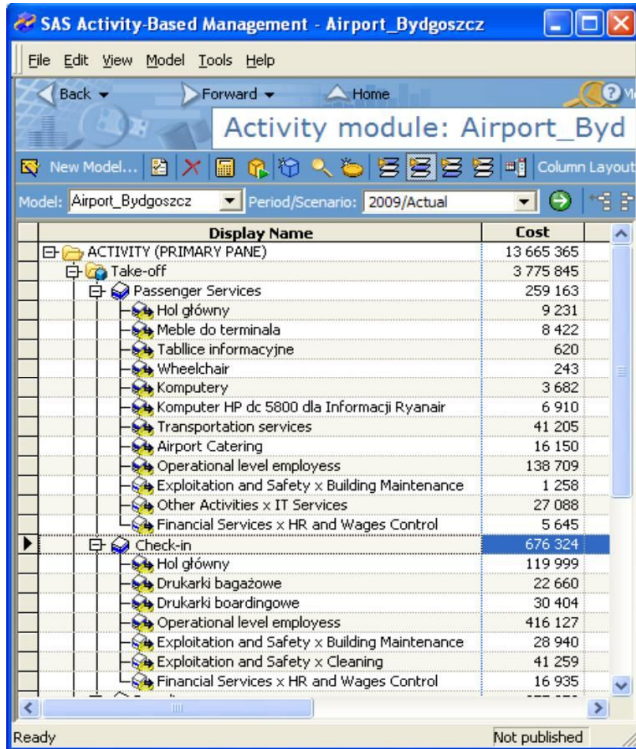 SAS Activity-Based Management - Airport_Bydgoszcz
File Edit View Model Tools Help
Back Forward Home
Activity module: Airport_Byd
New Model... Column Layout
Model: Airport_Bydgoszcz Period/Scenario: 2009/Actual
Display Name Cost
ACTIVITY (PRIMARY PANE) 13 665 365
Take-off 3 775 845
Passenger Services 259 163
Hol główny 9 231
Meble do terminala 8 422
Tabllice informacyjne 620
Wheelchair 243
Komputery 3 682
Komputer HP dc 5800 dla Informacji Ryanair 6 910
Transportation services 41 205
Airport Catering 16 150
Operational level employess 138 709
Exploitation and Safety x Building Maintenance 1 258
Other Activities x IT Services 27 088
Financial Services x HR and Wages Control 5 645
Check-in 676 324
Hol główny 119 999
Drukarki bagażowe 22 660
Drukarki boardingowe 30 404
Operational level employess 416 127
Exploitation and Safety x Building Maintenance 28 940
Exploitation and Safety x Cleaning 41 259
Financial Services x HR and Wages Control 16 935
Ready Not published